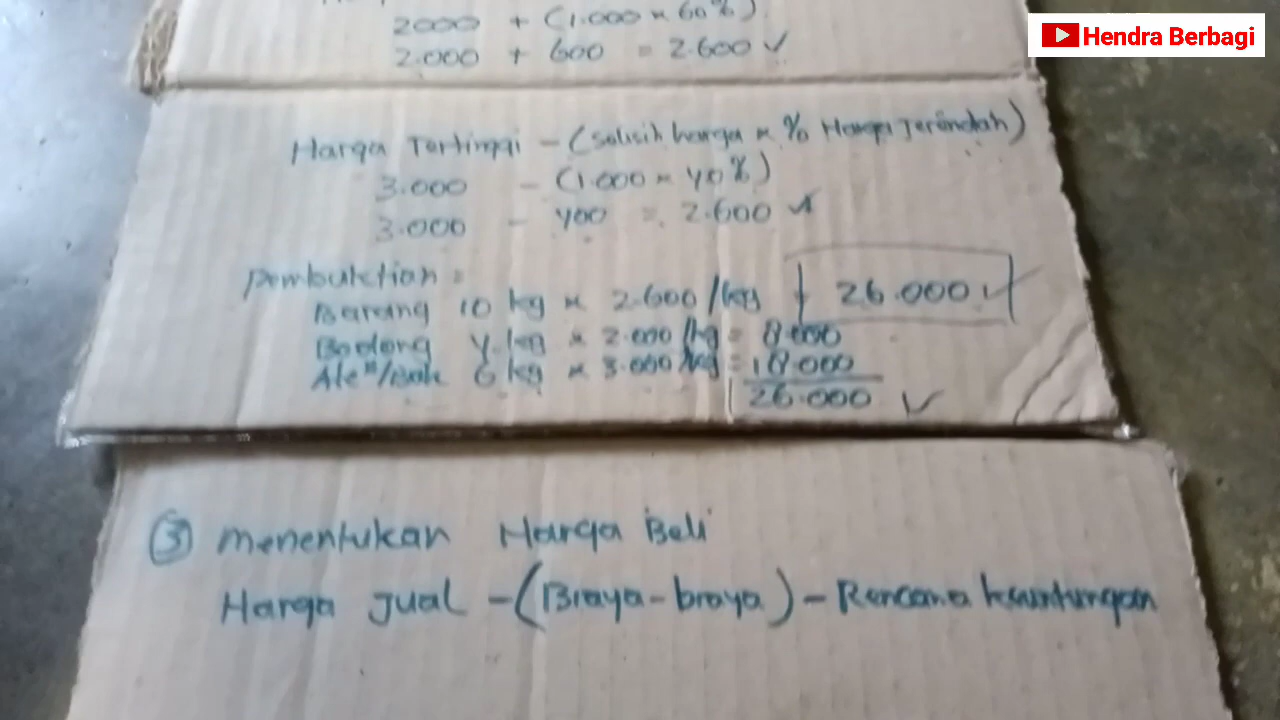 2000 + (1.000 x 60%)
2.000 + 600 = 2.600 ✓
Hendra Berbagi
Harga Tertinggi - (Selisih harga x % Harga Terendah)
3.000 - (1.000 x 40%)
3.000 - 400 = 2.600 ✓
Pembuktian =
Barang 10 kg x 2.600/kg 26.000 ✓
Bodong 4 kg x 2.000/kg = 8.000
6 kg x 3.000/kg = 18.000
26.000 ✓
③ Menentukan Harga Beli
Harga Jual - (Biaya-biaya) - Rencana keuntungan